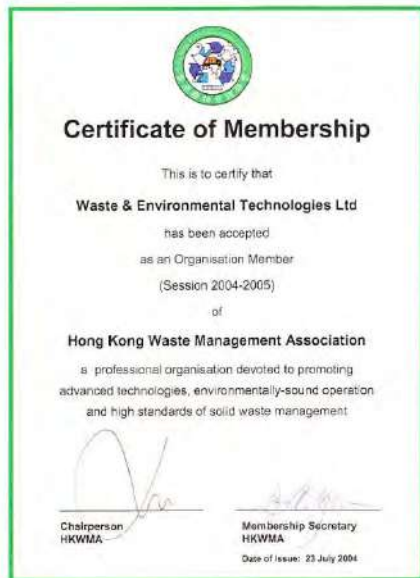 Certificate of Membership
This is to certify that
Waste & Environmental Technologies Ltd
has been accepted
as an Organisation Member
(Session 2004-2005)
of
Hong Kong Waste Management Association
a professional organisation devoted to promoting
advanced technologies, environmentally-sound operation
and high standards of solid waste management
Chairperson
HKWMA
Membership Secretary
HKWMA
Date of Issue: 23 July 2004